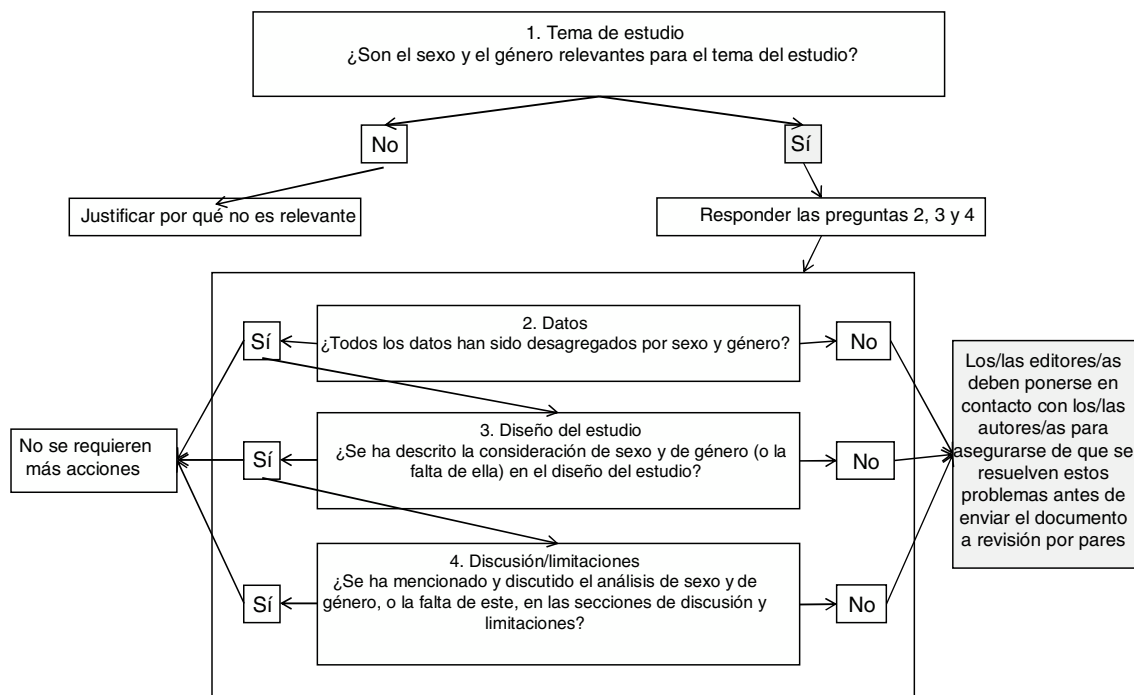 1. Tema de estudio
¿Son el sexo y el género relevantes para el tema del estudio?
No
Sí
Justificar por qué no es relevante
Responder las preguntas 2, 3 y 4
Sí
2. Datos
¿Todos los datos han sido desagregados por sexo y género?
No
No se requieren
más acciones
Sí
3. Diseño del estudio
¿Se ha descrito la consideración de sexo y de género (o la
falta de ella) en el diseño del estudio?
No
Sí
4. Discusión/limitaciones
¿Se ha mencionado y discutido el análisis de sexo y de
género, o la falta de este, en las secciones de discusión y
limitaciones?
No
Los/las editores/as
deben ponerse en
contacto con los/las
autores/as para
asegurarse de que se
resuelven estos
problemas antes de
enviar el documento
a revisión por pares